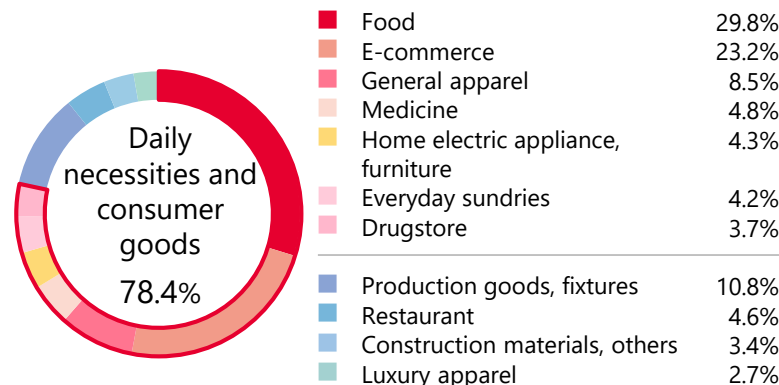 Daily
necessities and
consumer
goods
78.4%
Food 29.8%
E-commerce 23.2%
General apparel 8.5%
Medicine 4.8%
Home electric appliance, 4.3%
furniture
Everyday sundries 4.2%
Drugstore 3.7%
Production goods, fixtures 10.8%
Restaurant 4.6%
Construction materials, others 3.4%
Luxury apparel 2.7%